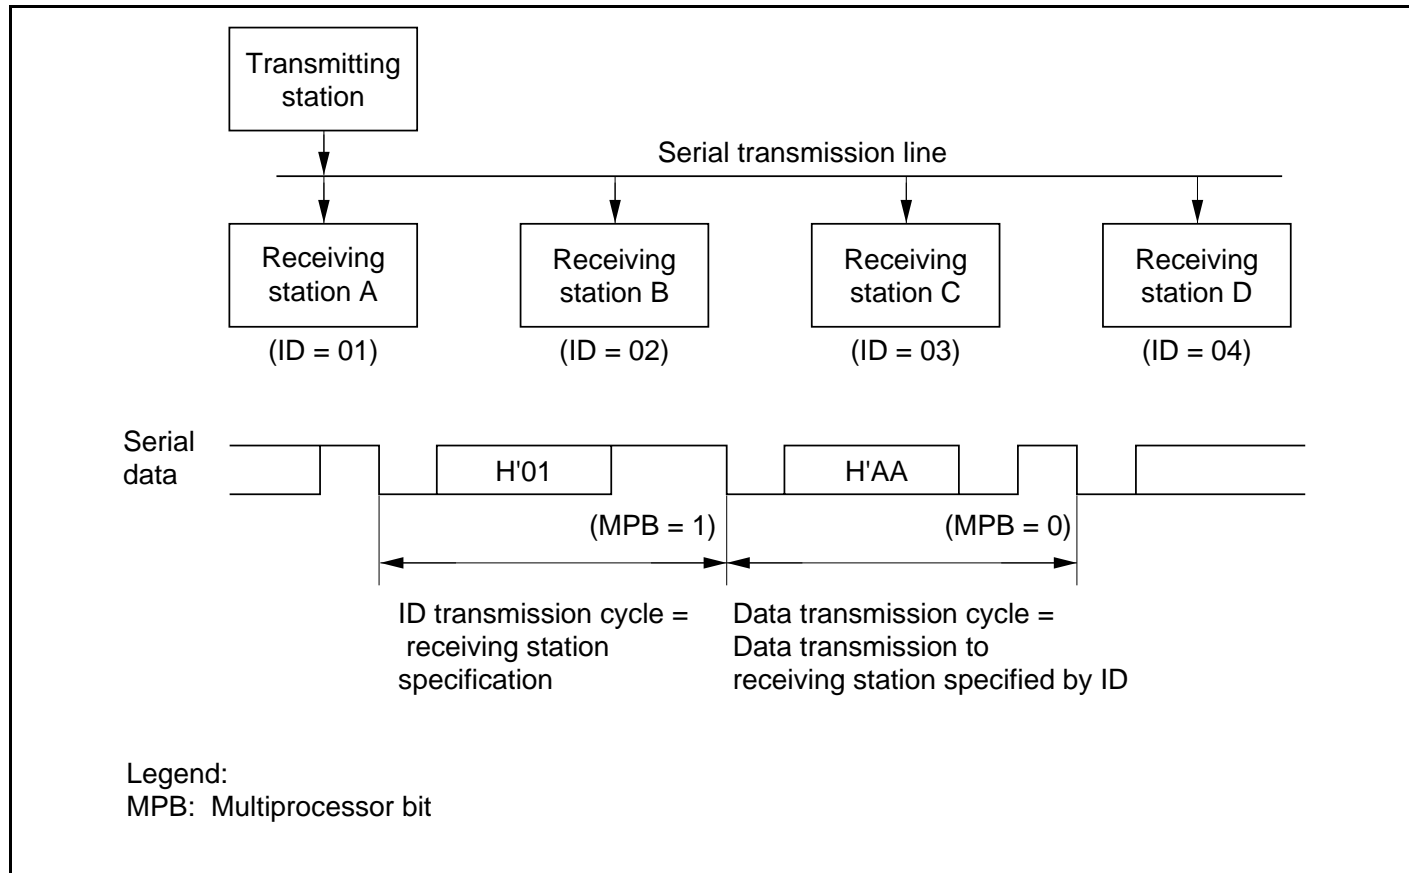 Transmitting
station
Serial transmission line
Receiving
station A
Receiving
station B
Receiving
station C
Receiving
station D
(ID = 01)
(ID = 02)
(ID = 03)
(ID = 04)
Serial
data
H'01
H'AA
(MPB = 1)
(MPB = 0)
ID transmission cycle =
receiving station
specification
Data transmission cycle =
Data transmission to
receiving station specified by ID
Legend:
MPB: Multiprocessor bit